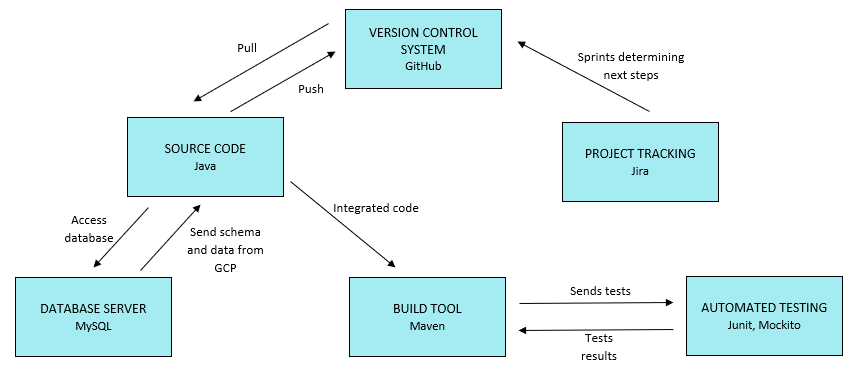 VERSION CONTROL
SYSTEM
GitHub
Pull
Push
Sprints determining
next steps
SOURCE CODE
Java
PROJECT TRACKING
Jira
Integrated code
Access
database
Send schema
and data from
GCP
DATABASE SERVER
MySQL
BUILD TOOL
Maven
Sends tests
Tests
results
AUTOMATED TESTING
Junit, Mockito